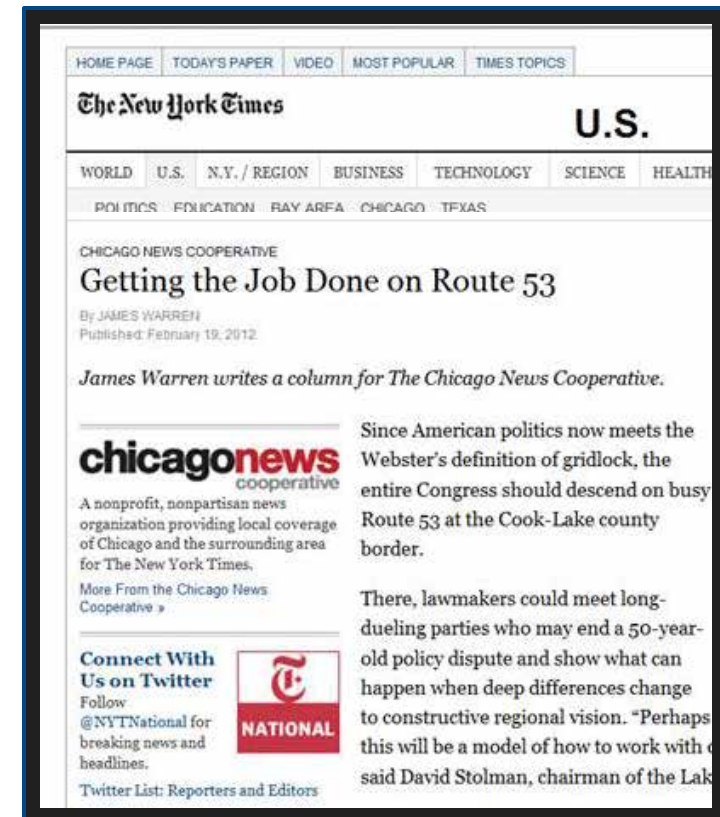 HOME PAGE TODAY'S PAPER VIDEO MOST POPULAR TIMES TOPICS
The New York Times
U.S.
WORLD U.S. N.Y. / REGION BUSINESS TECHNOLOGY SCIENCE HEALTH
POLITICS EDUCATION BAY AREA CHICAGO TEXAS
CHICAGO NEWS COOPERATIVE
Getting the Job Done on Route 53
By JAMES WARREN
Published: February 19, 2012
James Warren writes a column for The Chicago News Cooperative.
chicagonews
cooperative
A nonprofit, nonpartisan news
organization providing local coverage
of Chicago and the surrounding area
for The New York Times.
More From the Chicago News
Cooperative »
Connect With
Us on Twitter
Follow
@NYTNational for
breaking news and
headlines.
Twitter List: Reporters and Editors
T
NATIONAL
Since American politics now meets the
Webster's definition of gridlock, the
entire Congress should descend on busy
Route 53 at the Cook-Lake county
border.
There, lawmakers could meet long-
dueling parties who may end a 50-year-
old policy dispute and show what can
happen when deep differences change
to constructive regional vision. “Perhaps
this will be a model of how to work with
said David Stolman, chairman of the Lak